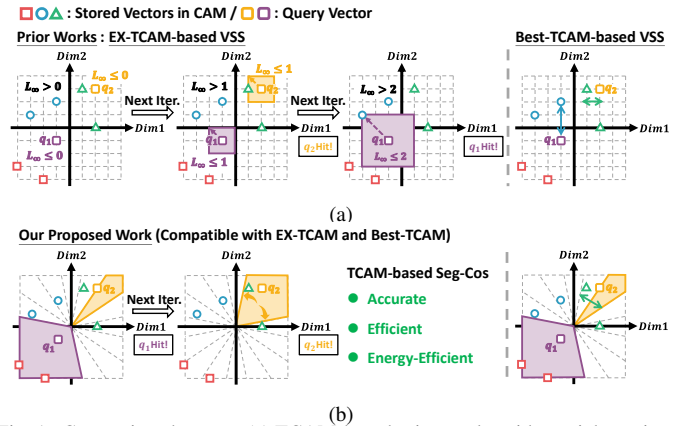 : Stored Vectors in CAM / : Query Vector
Prior Works : EX-TCAM-based VSS
Best-TCAM-based VSS
Dim2
L∞ ≤ 0
L∞ > 0
q2
q1
L∞ ≤ 0
Dim1
Next Iter.
Dim2
L∞ ≤ 1
L∞ > 1
q2
q1
L∞ ≤ 1
Dim1
q2 Hit!
Next Iter.
Dim2
L∞ > 2
q1
L∞ ≤ 2
Dim1
q1 Hit!
Dim2
q2
q1
Dim1
(a)
Our Proposed Work (Compatible with EX-TCAM and Best-TCAM)
Dim2
q2
q1
Dim1
q1 Hit!
Next Iter.
Dim2
q2
Dim1
q2 Hit!
TCAM-based Seg-Cos
Accurate
Efficient
Energy-Efficient
Dim2
q2
q1
Dim1
(b)